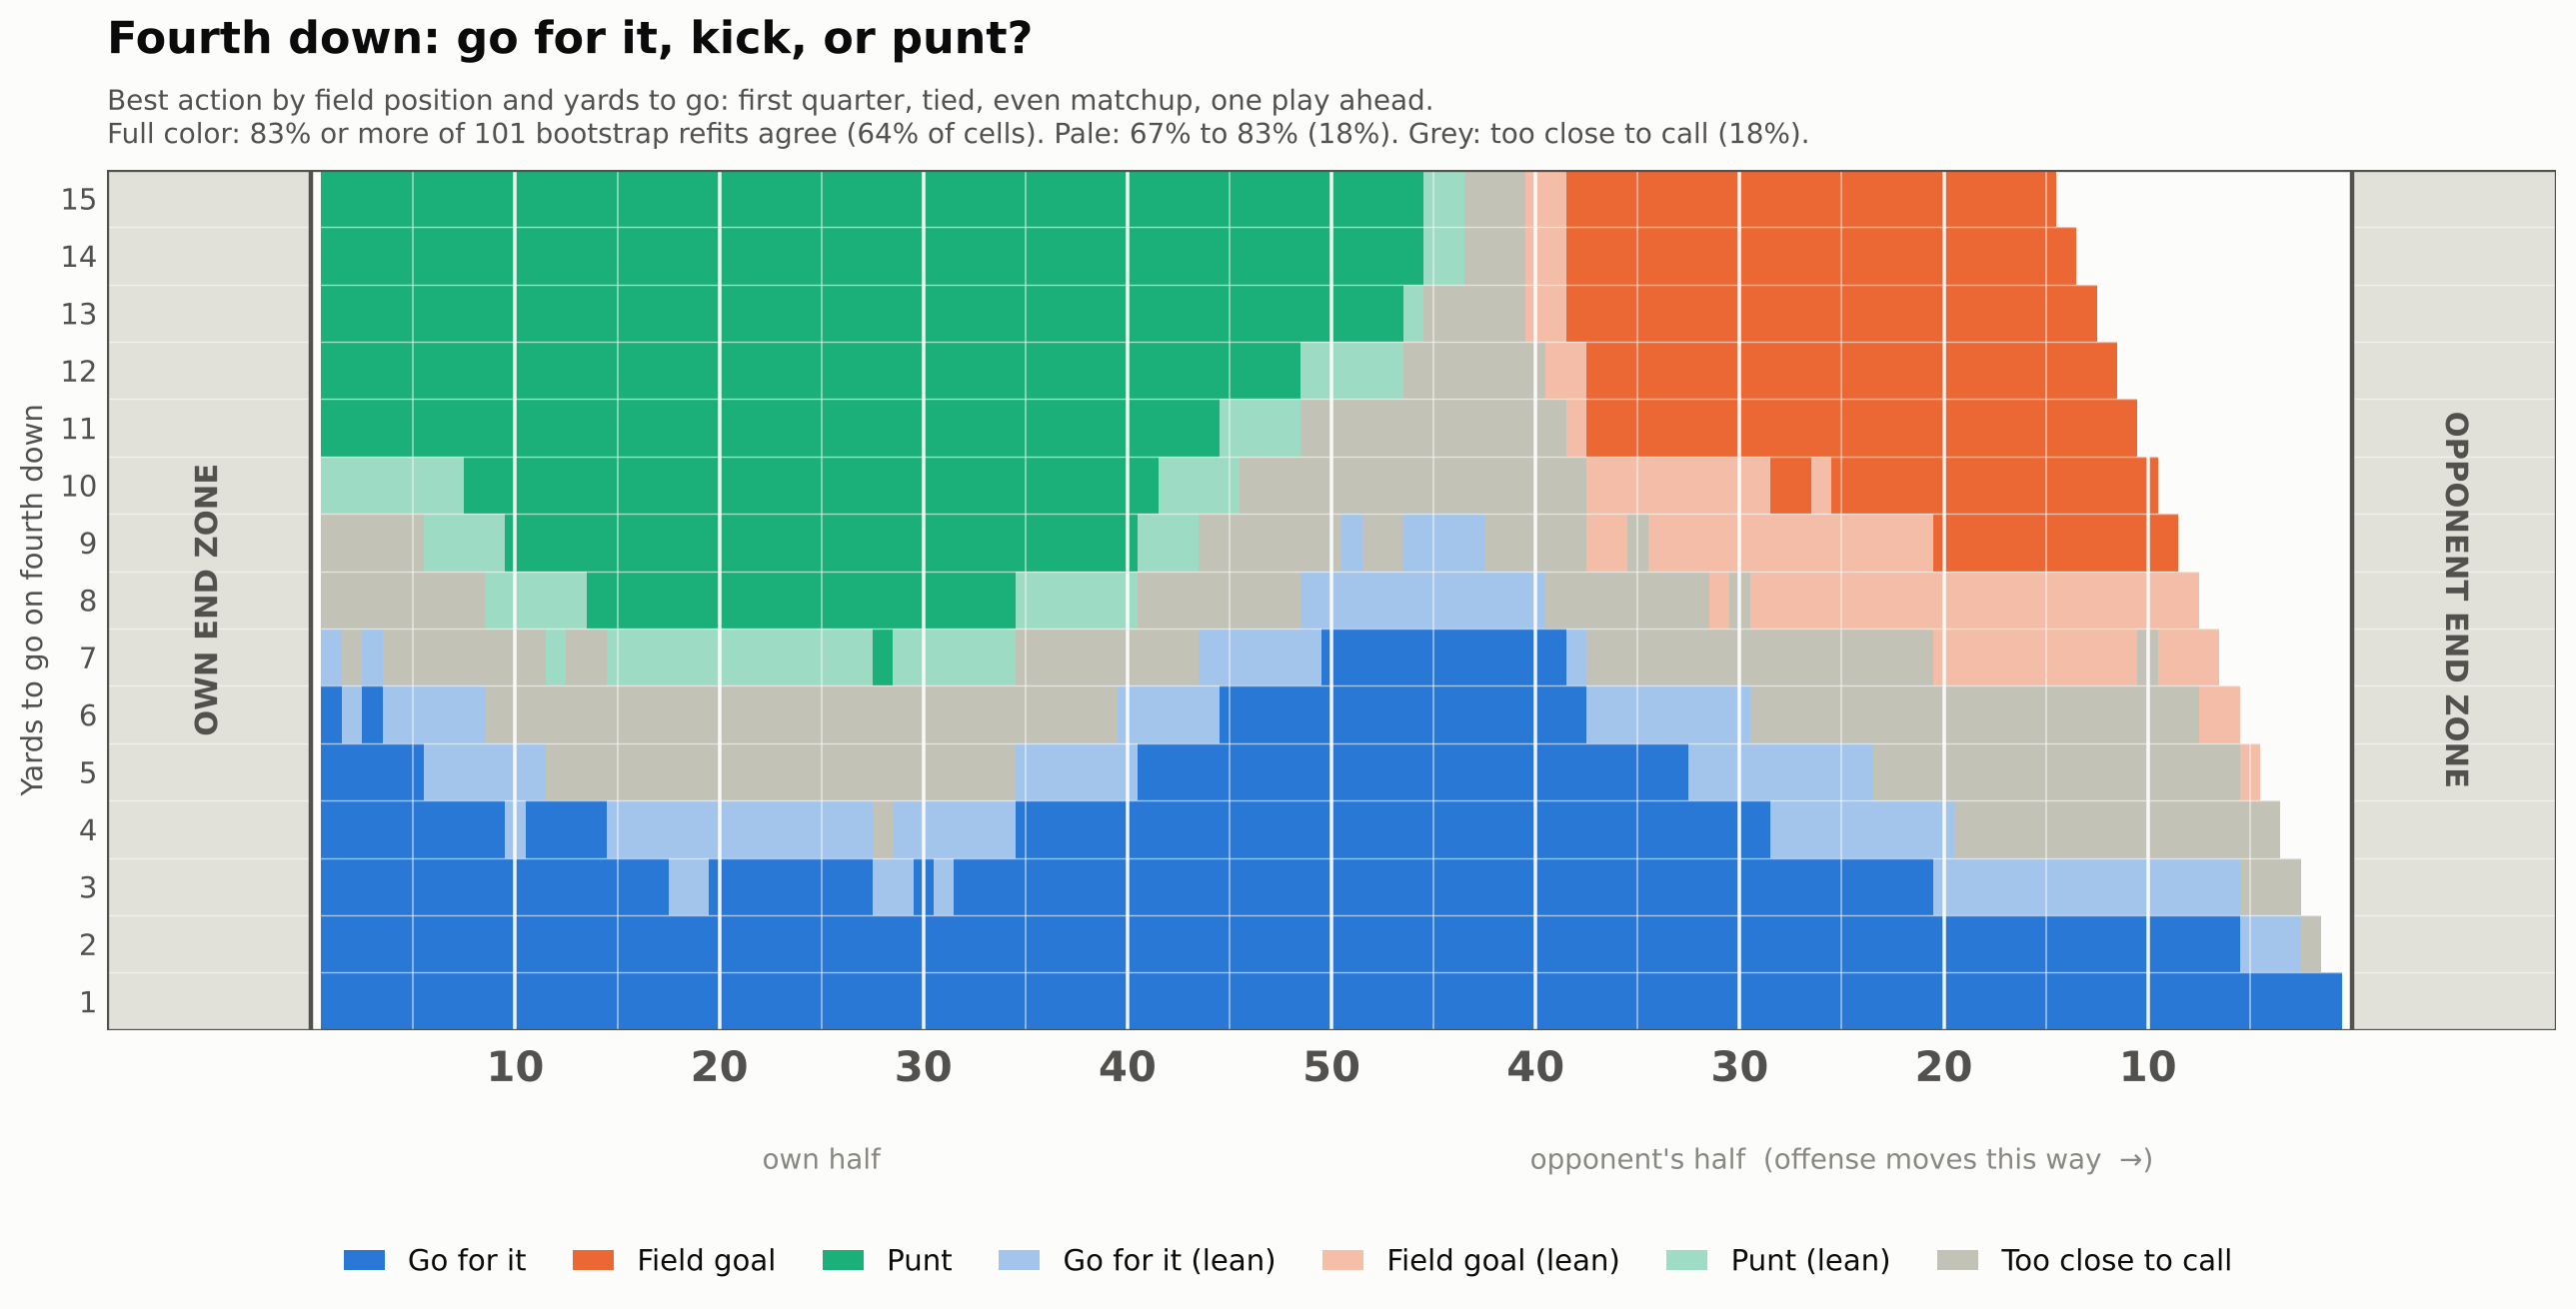 Fourth down: go for it, kick, or punt?
Best action by field position and yards to go: first quarter, tied, even matchup, one play ahead.
Full color: 83% or more of 101 bootstrap refits agree (64% of cells). Pale: 67% to 83% (18%). Grey: too close to call (18%).
Yards to go on fourth down
15
14
13
12
11
10
9
8
7
6
5
4
3
2
1
OWN END ZONE
OPPONENT END ZONE
10 20 30 40 50 40 30 20 10
own half
opponent's half (offense moves this way →)
Go for it
Field goal
Punt
Go for it (lean)
Field goal (lean)
Punt (lean)
Too close to call